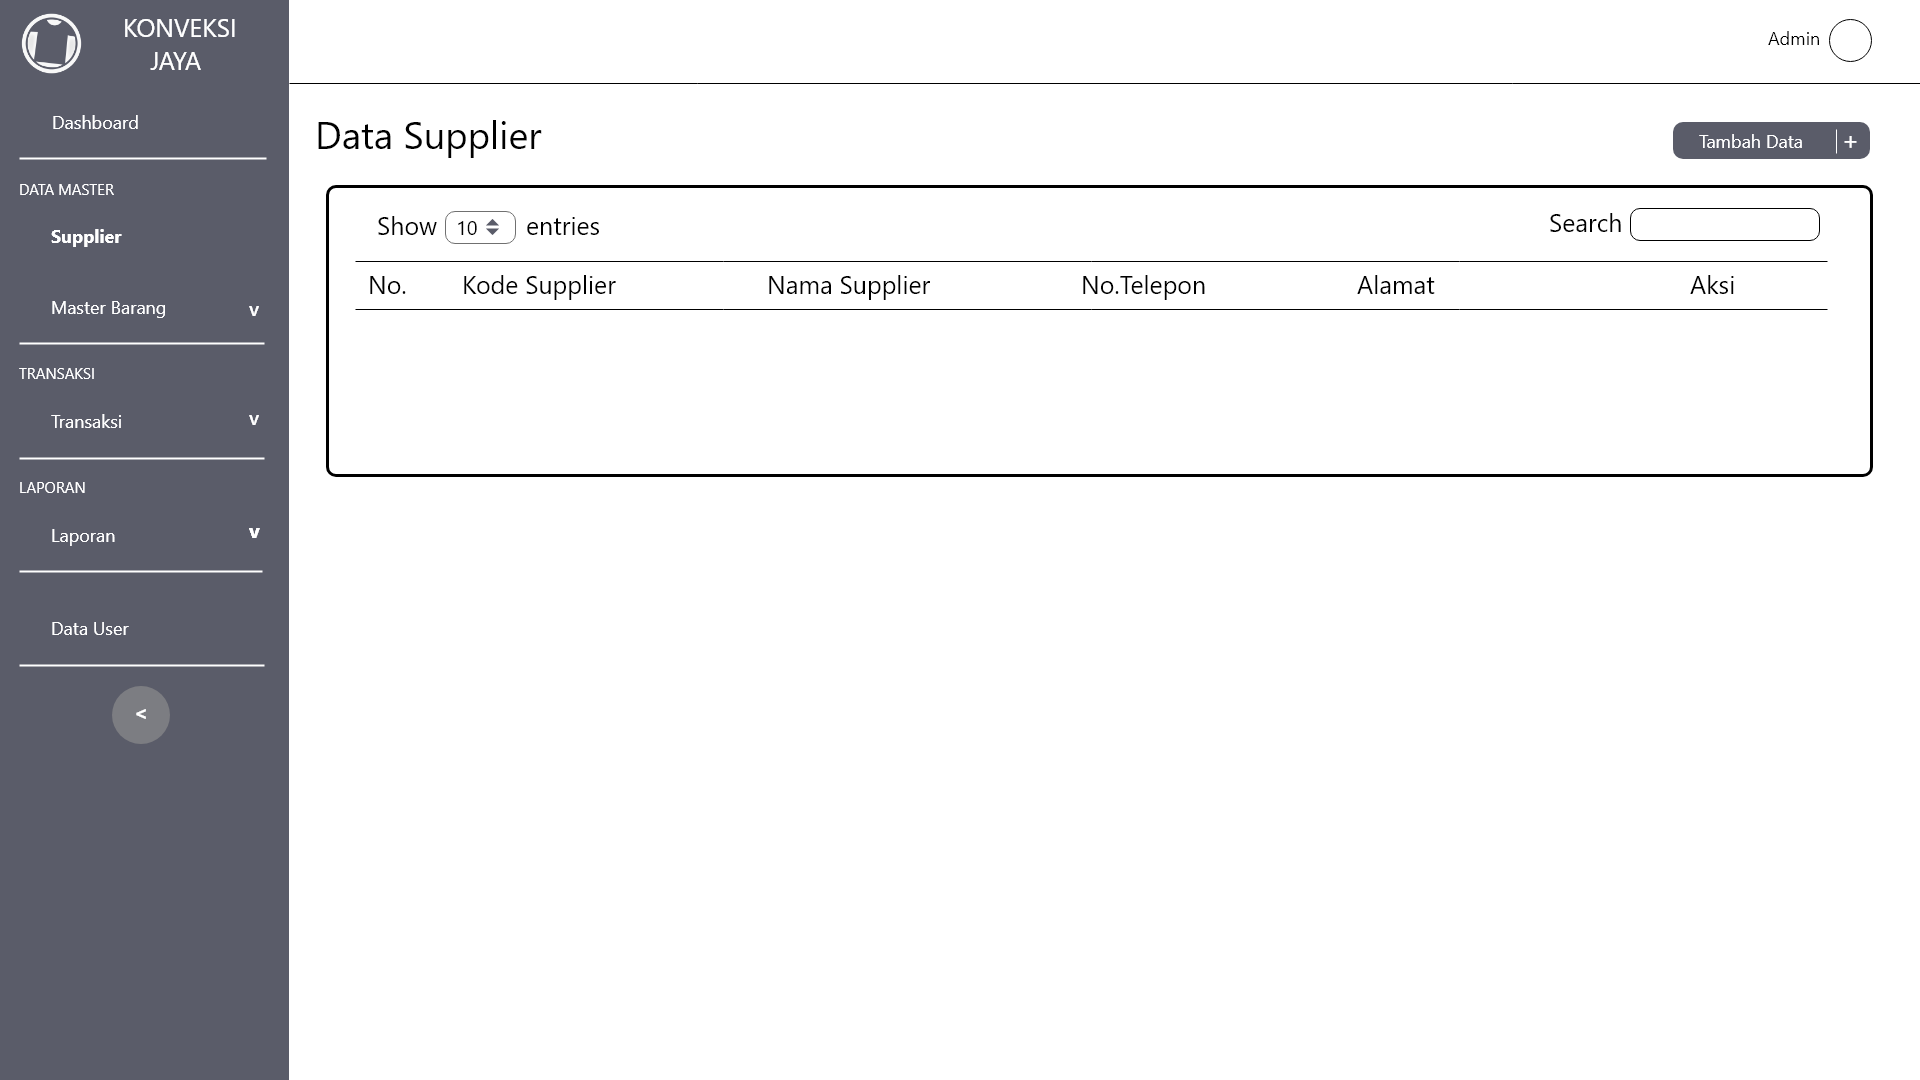 KONVEKSI
JAYA
Admin
Dashboard
DATA MASTER
Supplier
Master Barang v
TRANSAKSI
Transaksi v
LAPORAN
Laporan v
Data User
<
Data Supplier
Tambah Data +
Show 10 entries
Search
No. Kode Supplier Nama Supplier No.Telepon Alamat Aksi